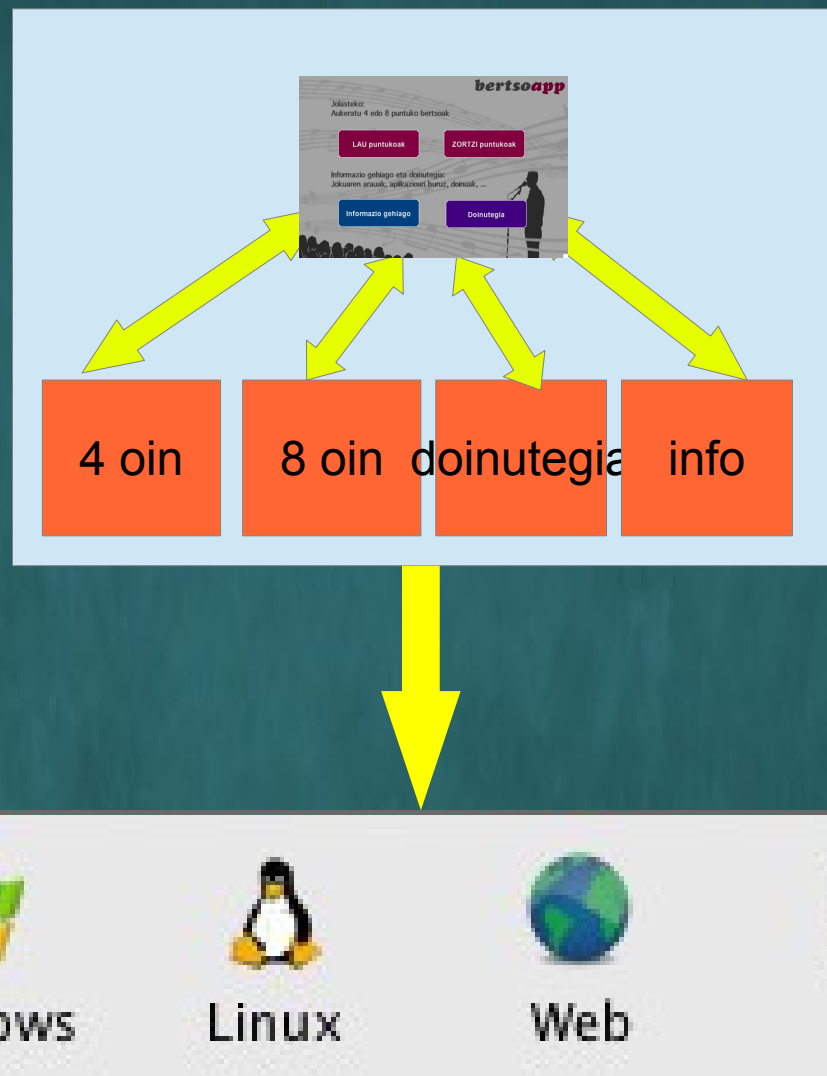 bertsoapp
Jolasteko:
Aukeratu 4 edo 8 puntuko bertsoak
LAU puntukoak ZORTZI puntukoak
Informazio gehiago eta doinutegia:
Jokuaren arauak, aplikazioari buruz, doinuak, ...
Informazio gehiago Doinutegia
4 oin 8 oin doinutegia info
ows Linux Web